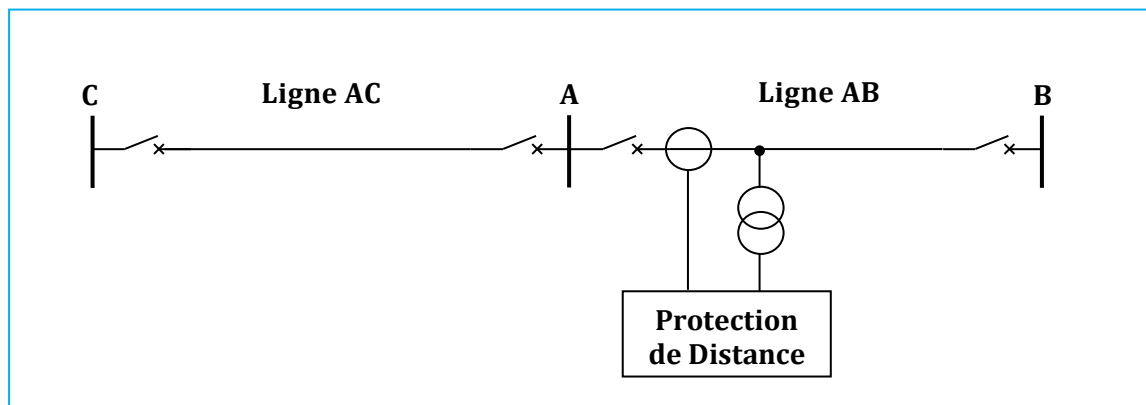 C
Ligne AC
A
Ligne AB
B
Protection
de Distance